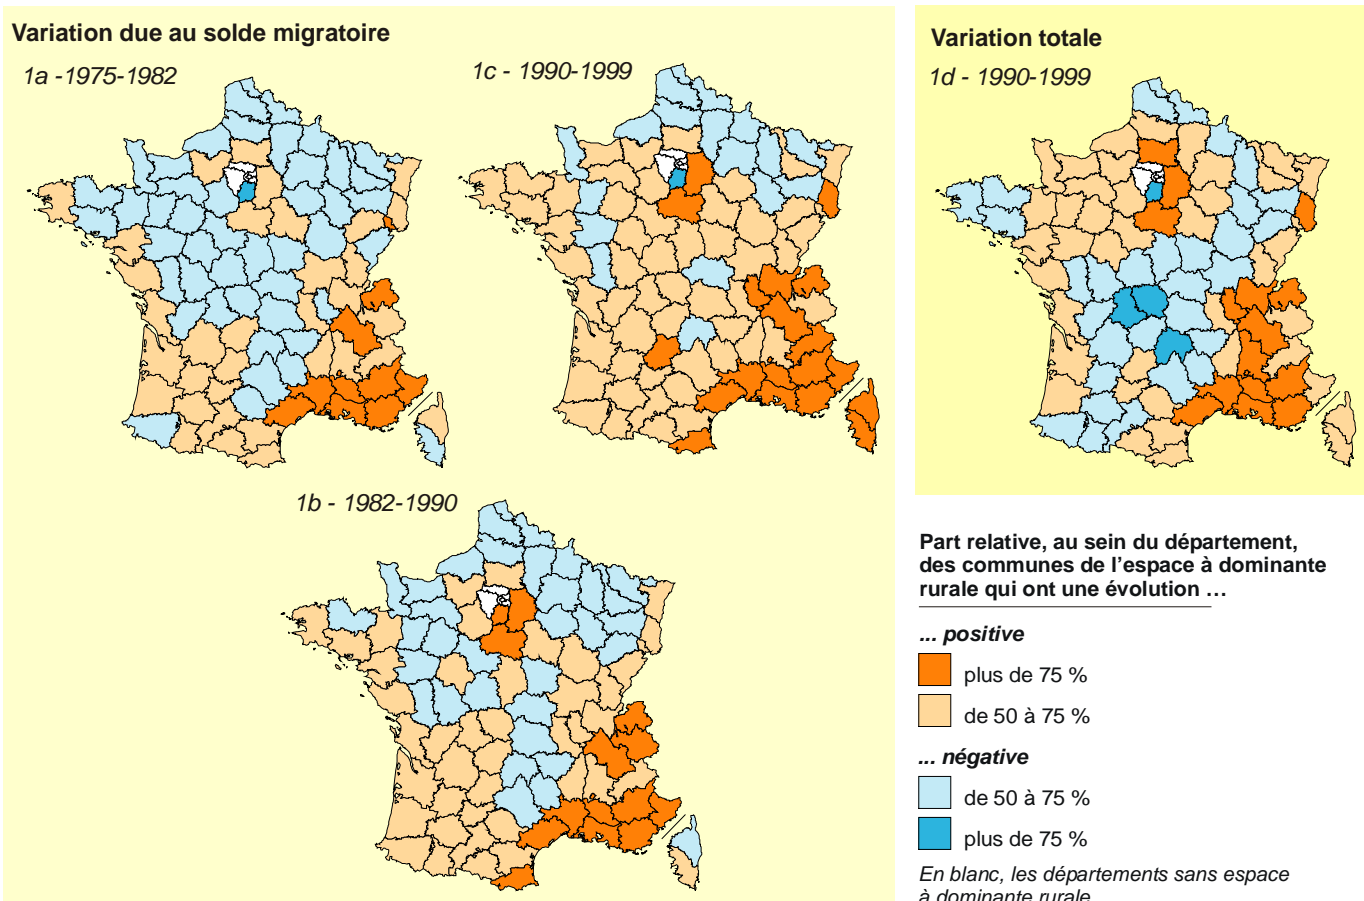 Variation due au solde migratoire
1a -1975-1982
1c - 1990-1999
1b - 1982-1990
Variation totale
1d - 1990-1999
Part relative, au sein du département,
des communes de l’espace à dominante
rurale qui ont une évolution …
... positive
plus de 75 %
de 50 à 75 %
... négative
de 50 à 75 %
plus de 75 %
En blanc, les départements sans espace
à dominante rurale